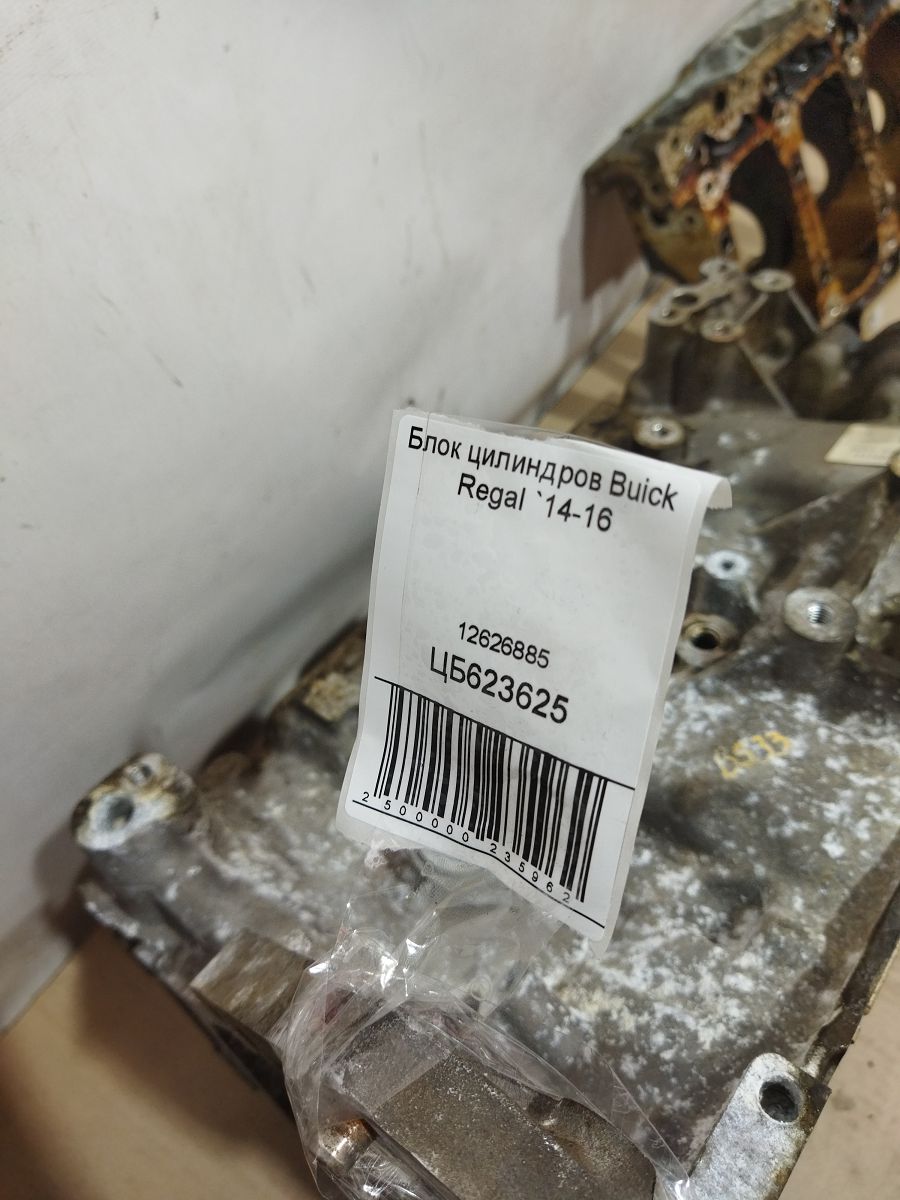 Блок цилиндров Buick
Regal `14-16
12626885
ЦБ623625
2500000235962